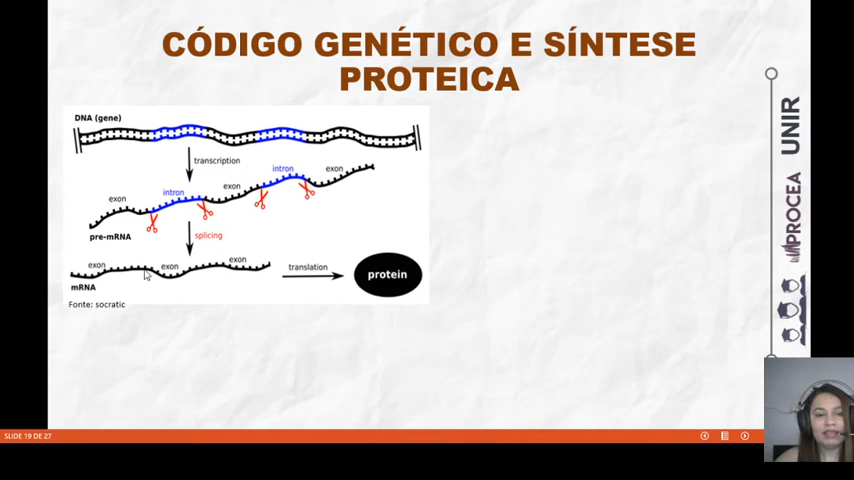 CÓDIGO GENÉTICO E SÍNTESE
PROTEICA
DNA (gene)
transcription
exon
intron
exon
intron
exon
pre-mRNA
splicing
exon
exon
exon
mRNA
translation
protein
Fonte: socratic
PROCEA UNIR
SLIDE 19 DE 27